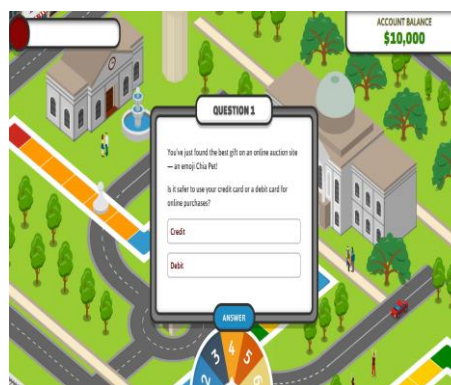 ACCOUNT BALANCE
$10,000
QUESTION 1
You've just found the best gift on an online auction site
— an emoji Chia Pet!
Is it safer to use your credit card or a debit card for
online purchases?
Credit
Debit
ANSWER
2 3 4 5 6